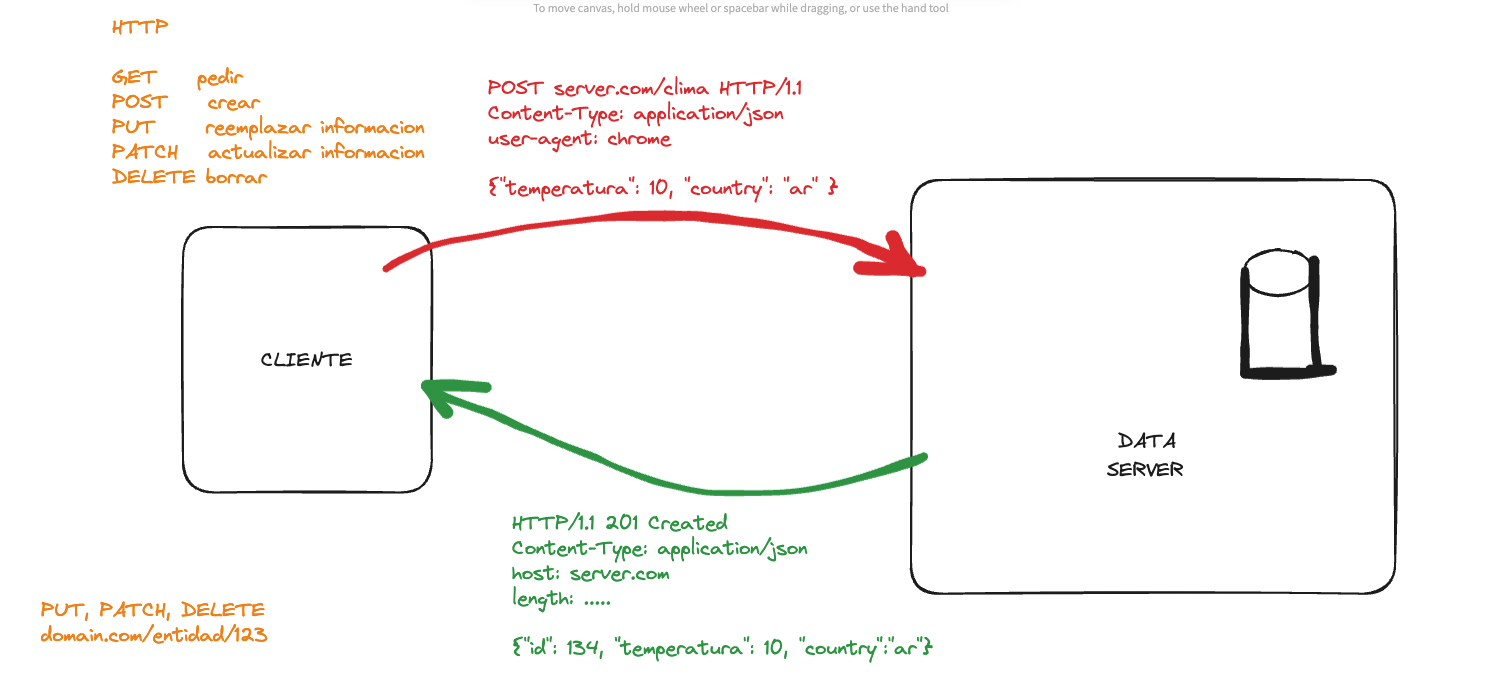 To move canvas, hold mouse wheel or spacebar while dragging, or use the hand tool
HTTP
GET pedir
POST crear
PUT reemplazar informacion
PATCH actualizar informacion
DELETE borrar
POST server.com/clima HTTP/1.1
Content-Type: application/json
user-agent: chrome
{"temperatura": 10, "country": "ar" }
CLIENTE
DATA
SERVER
HTTP/1.1 201 Created
Content-Type: application/json
host: server.com
length: .....
{"id": 134, "temperatura": 10, "country":"ar"}
PUT, PATCH, DELETE
domain.com/entidad/123